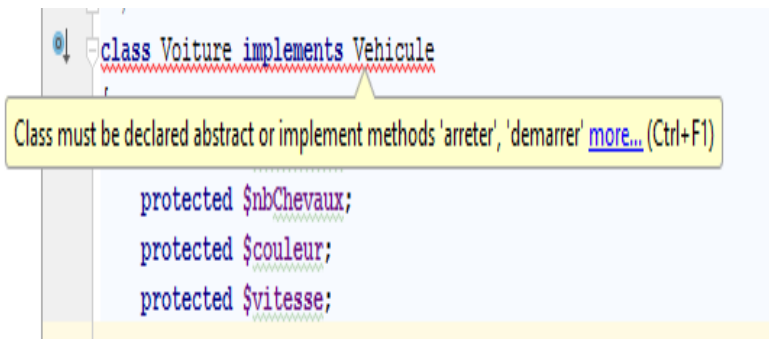 class Voiture implements Vehicule
Class must be declared abstract or implement methods 'arreter', 'demarrer' more... (Ctrl+F1)
protected $nbChevaux;
protected $couleur;
protected $vitesse;